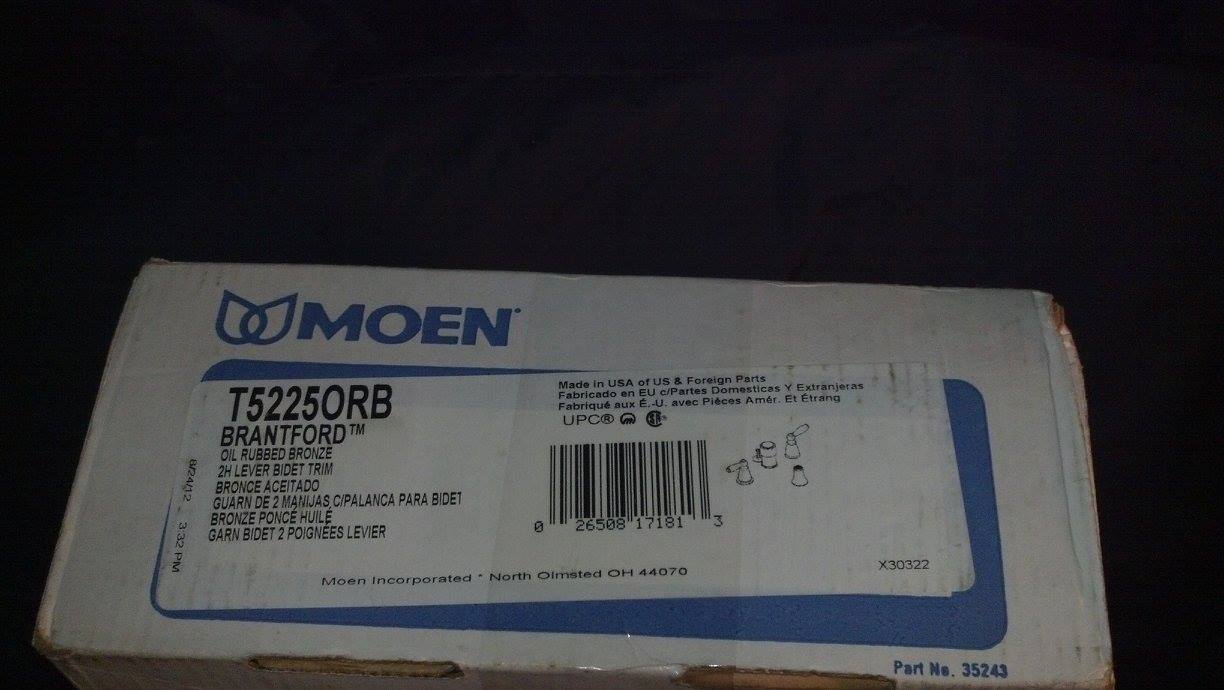 MOEN
T5225ORB
BRANTFORD™
OIL RUBBED BRONZE
2H LEVER BIDET TRIM
BRONCE ACEITADO
GUARN DE 2 MANIJAS C/PALANCA PARA BIDET
BRONZE PONCÉ HUILÉ
GARN BIDET 2 POIGNÉES LEVIER
8/24/12 3:32 PM
Made in USA of US & Foreign Parts
Fabricado en EU c/Partes Domesticas Y Extranjeras
Fabriqué aux É.-U. avec Pièces Amér. Et Étrang
UPC®
0 26508 17181 3
X30322
Moen Incorporated * North Olmsted OH 44070
Part No. 35243